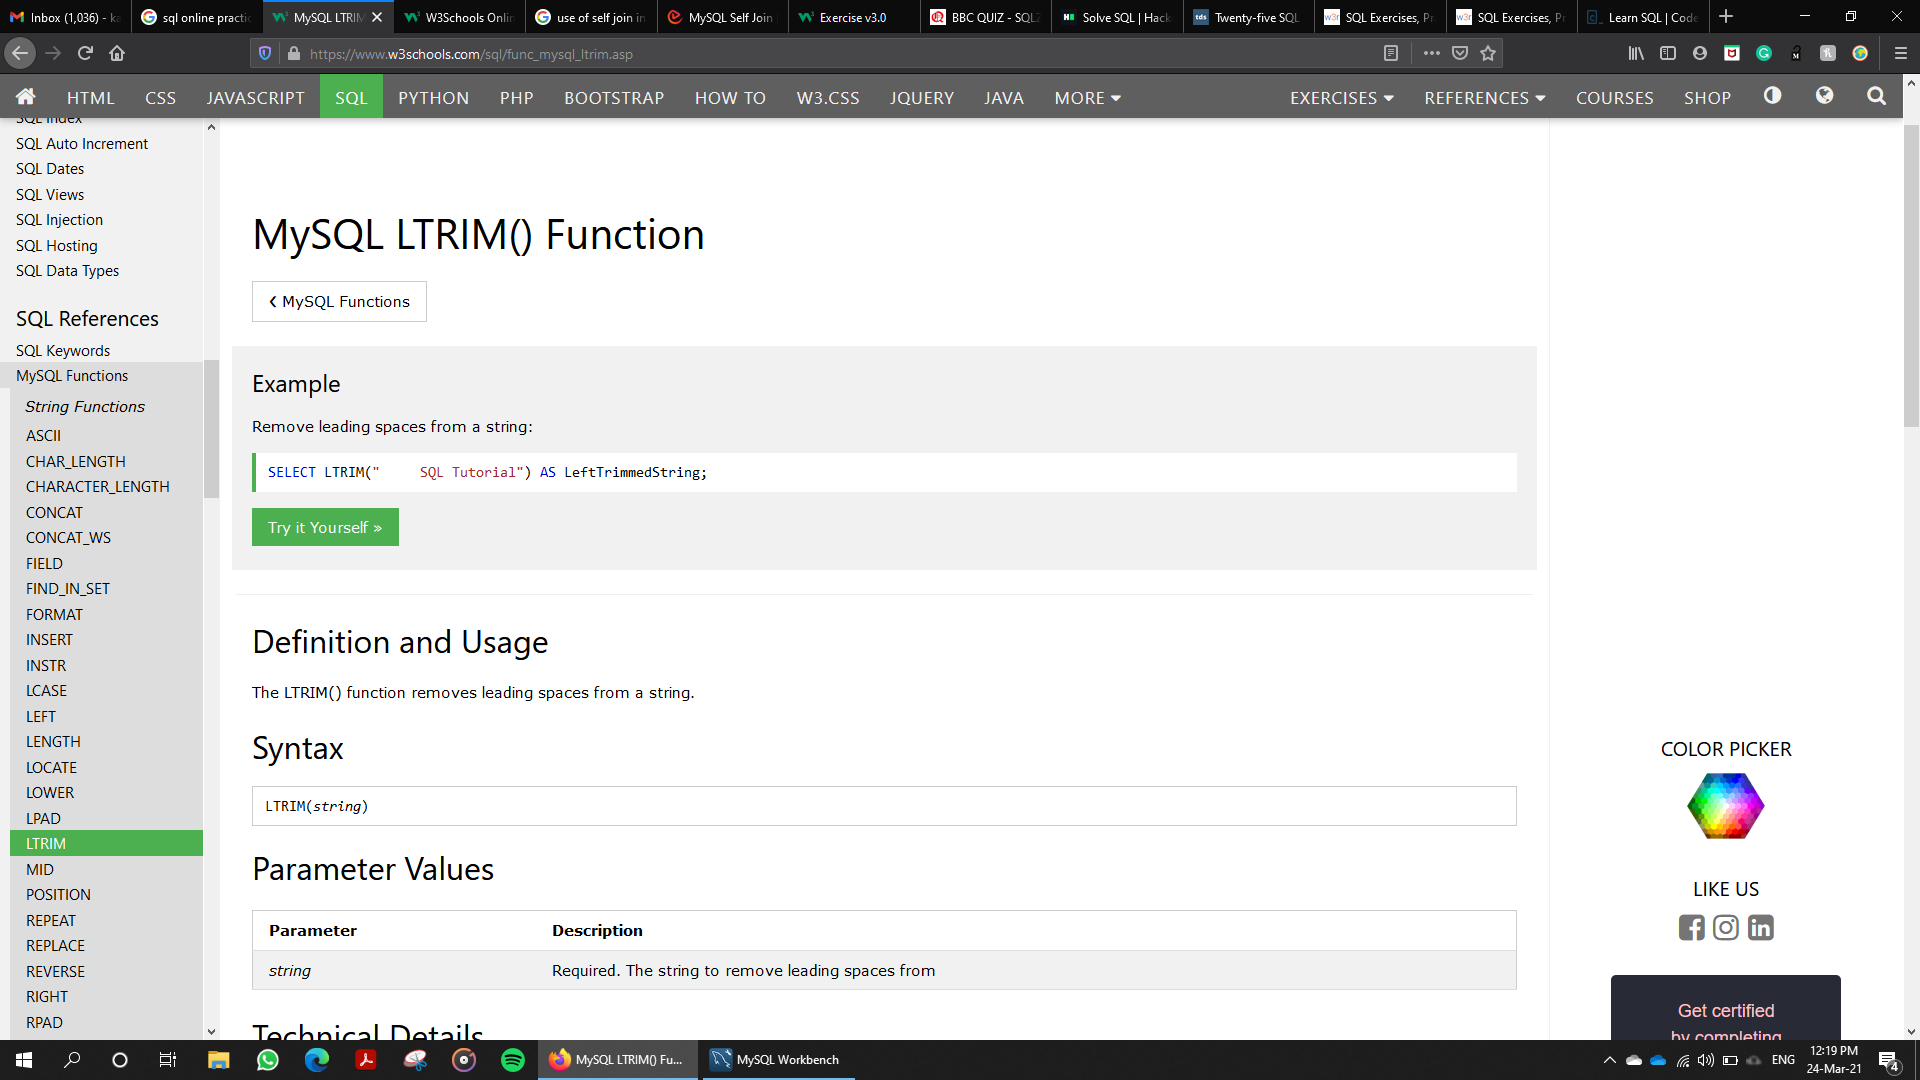 Inbox (1,036) - ka
sql online practic
MySQL LTRIM
W3Schools Onlin
use of self join in
MySQL Self Join
Exercise v3.0
BBC QUIZ - SQLZ
Solve SQL | Hack
Twenty-five SQL
SQL Exercises, Pr
SQL Exercises, Pr
Learn SQL | Code
https://www.w3schools.com/sql/func_mysql_ltrim.asp
HTML CSS JAVASCRIPT SQL PYTHON PHP BOOTSTRAP HOW TO W3.CSS JQUERY JAVA MORE EXERCISES REFERENCES COURSES SHOP
SQL Index
SQL Auto Increment
SQL Dates
SQL Views
SQL Injection
SQL Hosting
SQL Data Types
SQL References
SQL Keywords
MySQL Functions
String Functions
ASCII
CHAR_LENGTH
CHARACTER_LENGTH
CONCAT
CONCAT_WS
FIELD
FIND_IN_SET
FORMAT
INSERT
INSTR
LCASE
LEFT
LENGTH
LOCATE
LOWER
LPAD
LTRIM
MID
POSITION
REPEAT
REPLACE
REVERSE
RIGHT
RPAD
MySQL LTRIM() Function
❮ MySQL Functions
Example
Remove leading spaces from a string:
SELECT LTRIM("     SQL Tutorial") AS LeftTrimmedString;
Try it Yourself »
Definition and Usage
The LTRIM() function removes leading spaces from a string.
Syntax
LTRIM(string)
Parameter Values
Parameter Description
string Required. The string to remove leading spaces from
Technical Details
COLOR PICKER
LIKE US
Get certified
by completing
MySQL LTRIM() Fu...
MySQL Workbench
ENG
12:19 PM
24-Mar-21
4